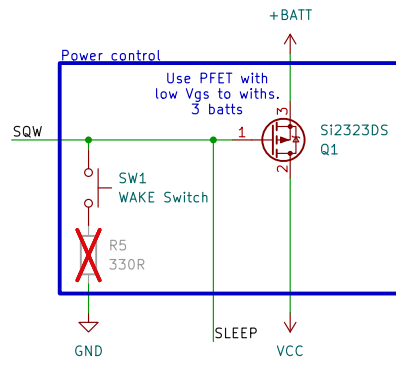 +BATT
Power control
Use PFET with
low Vgs to withs.
3 batts
SQW
1
3
Si2323DS
Q1
2
SW1
WAKE Switch
R5
330R
SLEEP
GND
VCC